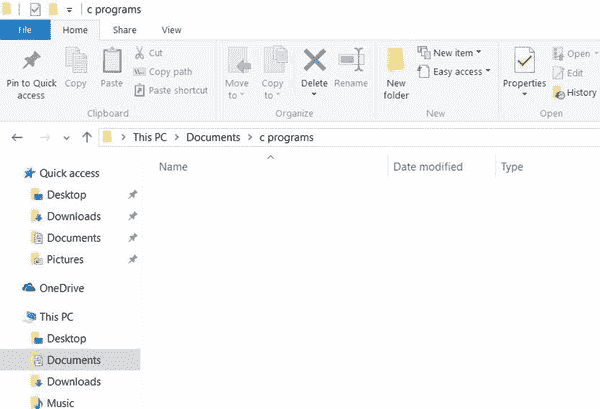 c programs
File Home Share View
Pin to Quick access
Copy
Paste
Cut
Copy path
Paste shortcut
Clipboard
Move to
Copy to
Delete
Rename
Organize
New folder
New item
Easy access
New
Properties
Open
Edit
History
Open
This PC > Documents > c programs
Name Date modified Type
Quick access
Desktop
Downloads
Documents
Pictures
OneDrive
This PC
Desktop
Documents
Downloads
Music